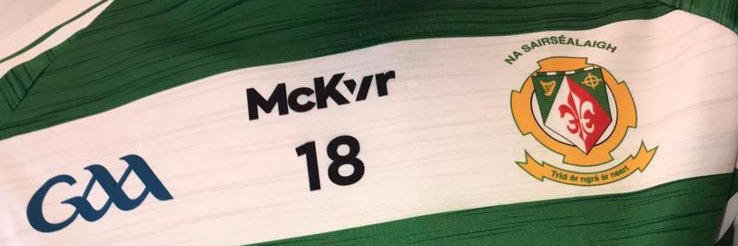 GAA
McKvr
18
NA SAIRSÉALAIGH
Tríd ár ngrá ár neart